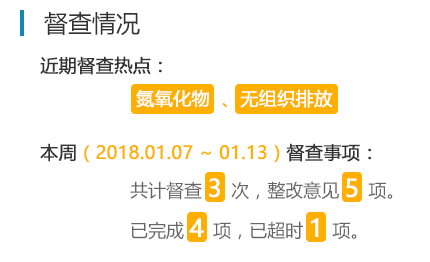 督查情况
近期督查热点：
氮氧化物 、无组织排放
本周（2018.01.07 ~ 01.13）督查事项：
共计督查 3 次，整改意见 5 项。
已完成 4 项，已超时 1 项。